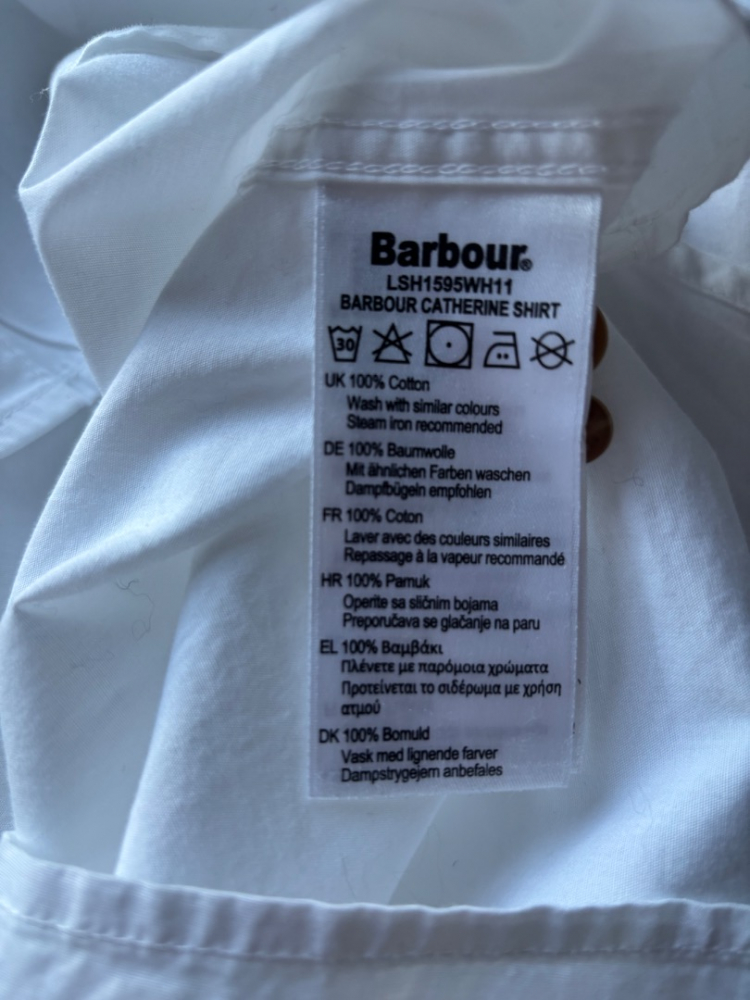 Barbour®
LSH1595WH11
BARBOUR CATHERINE SHIRT
30
UK 100% Cotton
Wash with similar colours
Steam iron recommended
DE 100% Baumwolle
Mit ähnlichen Farben waschen
Dampfbügeln empfohlen
FR 100% Coton
Laver avec des couleurs similaires
Repassage à la vapeur recommandé
HR 100% Pamuk
Operite sa sličnim bojama
Preporučava se glačanje na paru
EL 100% Βαμβάκι
Πλένετε με παρόμοια χρώματα
Προτείνεται το σιδέρωμα με χρήση
ατμού
DK 100% Bomuld
Vask med lignende farver
Dampstrygejern anbefales